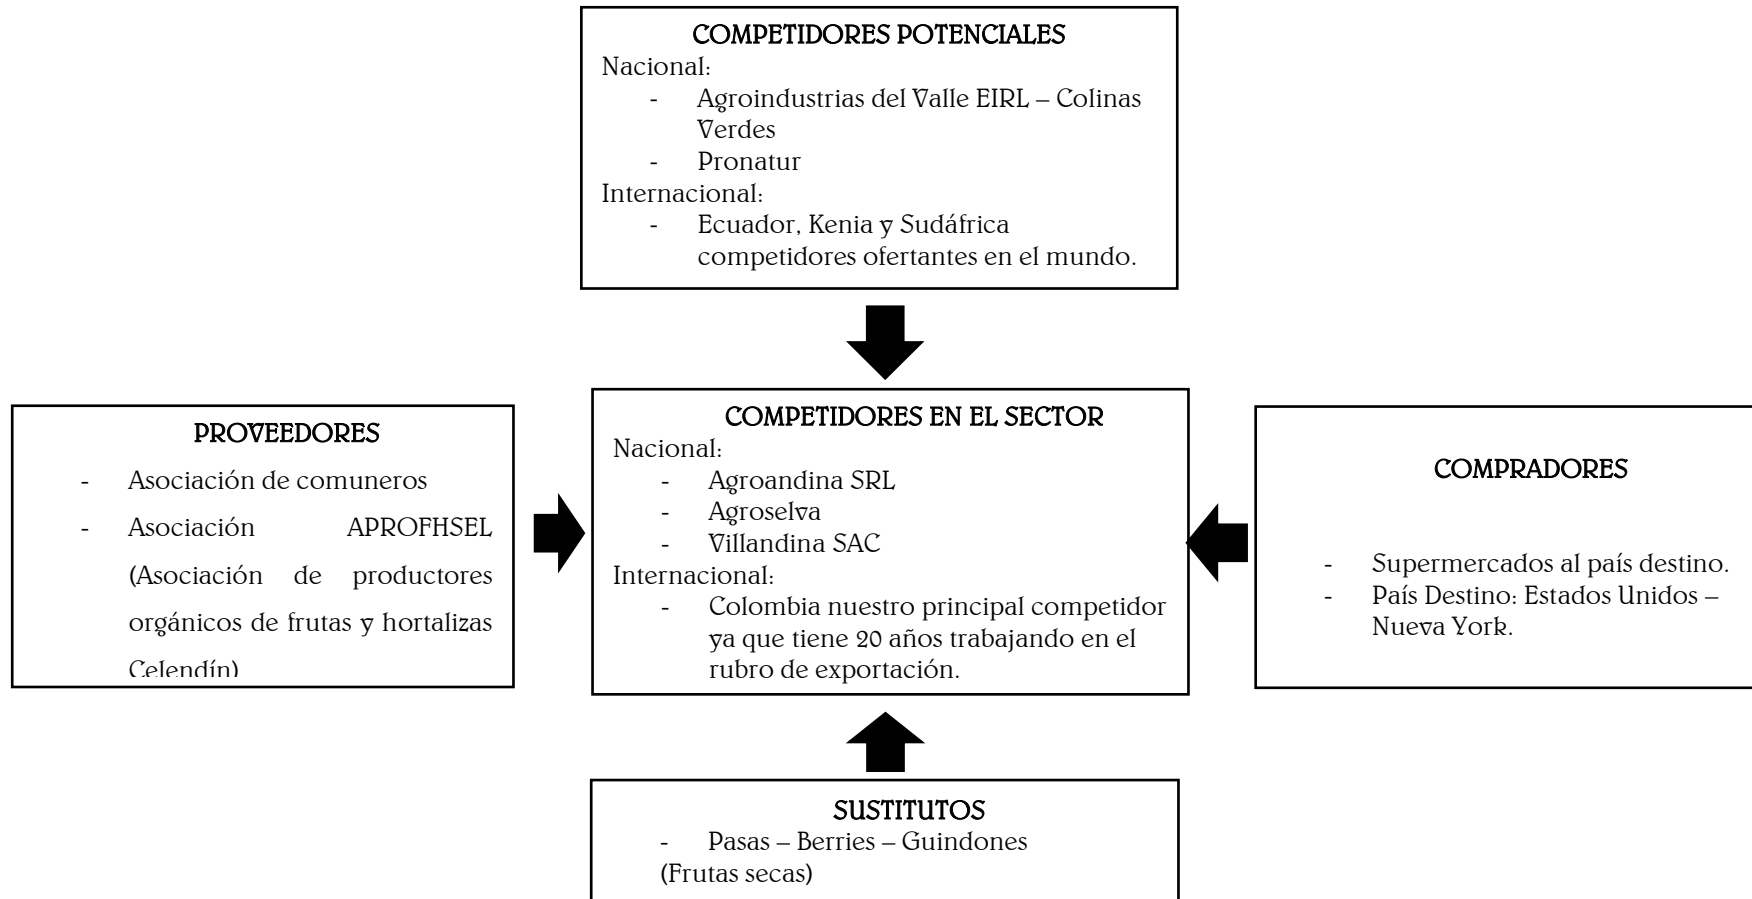 COMPETIDORES POTENCIALES
Nacional:
- Agroindustrias del Valle EIRL – Colinas
Verdes
- Pronatur
Internacional:
- Ecuador, Kenia y Sudáfrica
competidores ofertantes en el mundo.
PROVEEDORES
- Asociación de comuneros
- Asociación APROFHSEL
(Asociación de productores
orgánicos de frutas y hortalizas
Celendín)
COMPETIDORES EN EL SECTOR
Nacional:
- Agroandina SRL
- Agroselva
- Villandina SAC
Internacional:
- Colombia nuestro principal competidor
ya que tiene 20 años trabajando en el
rubro de exportación.
COMPRADORES
- Supermercados al país destino.
- País Destino: Estados Unidos –
Nueva York.
SUSTITUTOS
- Pasas – Berries – Guindones
(Frutas secas)